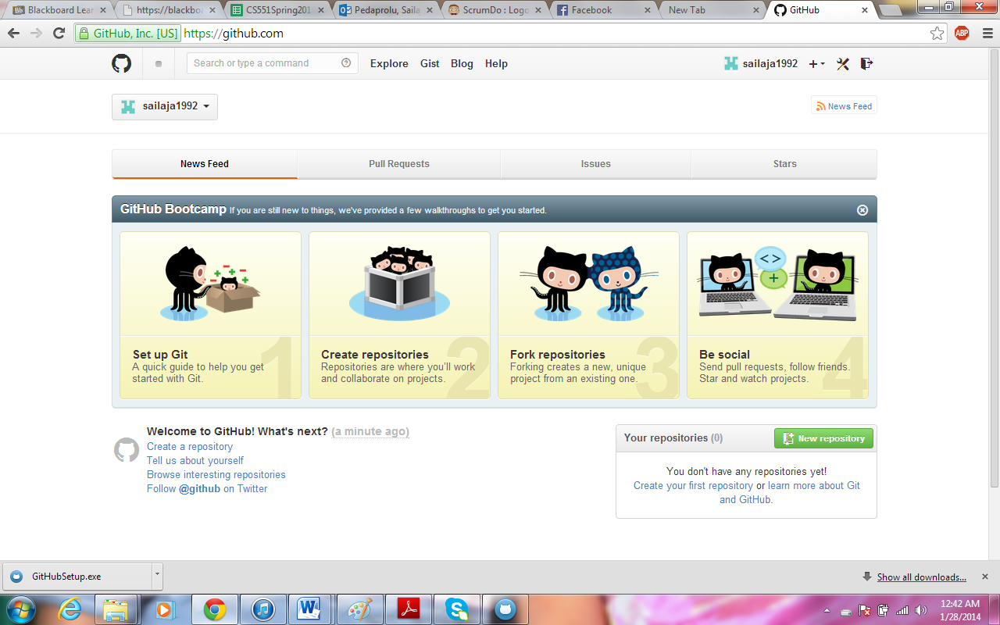 Blackboard Lear
https://blackboa
CS551Spring201
Pedaprolu, Saila
ScrumDo : Logo
Facebook
New Tab
GitHub
GitHub, Inc. [US] https://github.com
ABP
Search or type a command
Explore Gist Blog Help
sailaja1992
sailaja1992
News Feed
News Feed Pull Requests Issues Stars
GitHub Bootcamp If you are still new to things, we've provided a few walkthroughs to get you started.
1
Set up Git
A quick guide to help you get
started with Git.
2
Create repositories
Repositories are where you'll work
and collaborate on projects.
3
Fork repositories
Forking creates a new, unique
project from an existing one.
4
Be social
Send pull requests, follow friends.
Star and watch projects.
Welcome to GitHub! What's next? (a minute ago)
Create a repository
Tell us about yourself
Browse interesting repositories
Follow @github on Twitter
Your repositories (0)
New repository
You don't have any repositories yet!
Create your first repository or learn more about Git
and GitHub.
GitHubSetup.exe
Show all downloads...
12:42 AM
1/28/2014